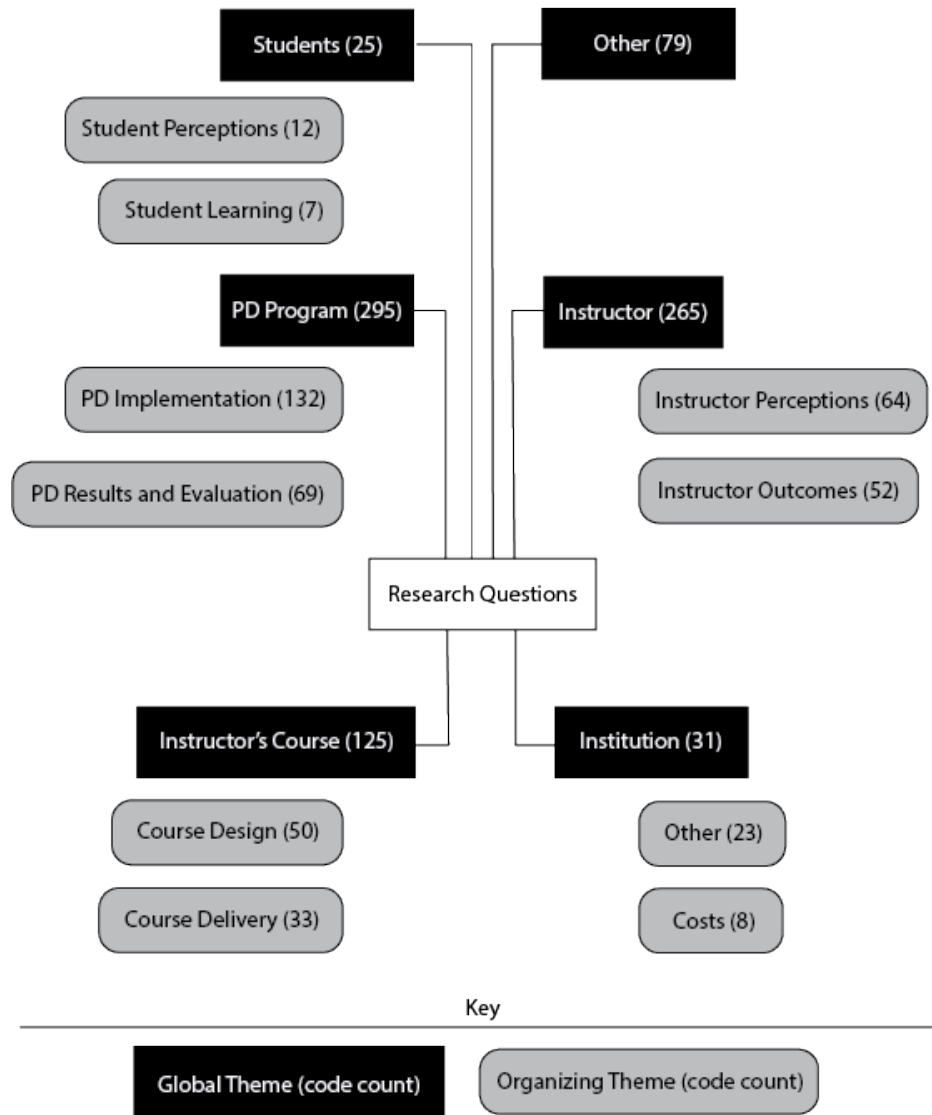 Students (25)
Other (79)
Student Perceptions (12)
Student Learning (7)
PD Program (295)
Instructor (265)
PD Implementation (132)
Instructor Perceptions (64)
PD Results and Evaluation (69)
Instructor Outcomes (52)
Research Questions
Instructor’s Course (125)
Institution (31)
Course Design (50)
Other (23)
Course Delivery (33)
Costs (8)
Key
Global Theme (code count)
Organizing Theme (code count)